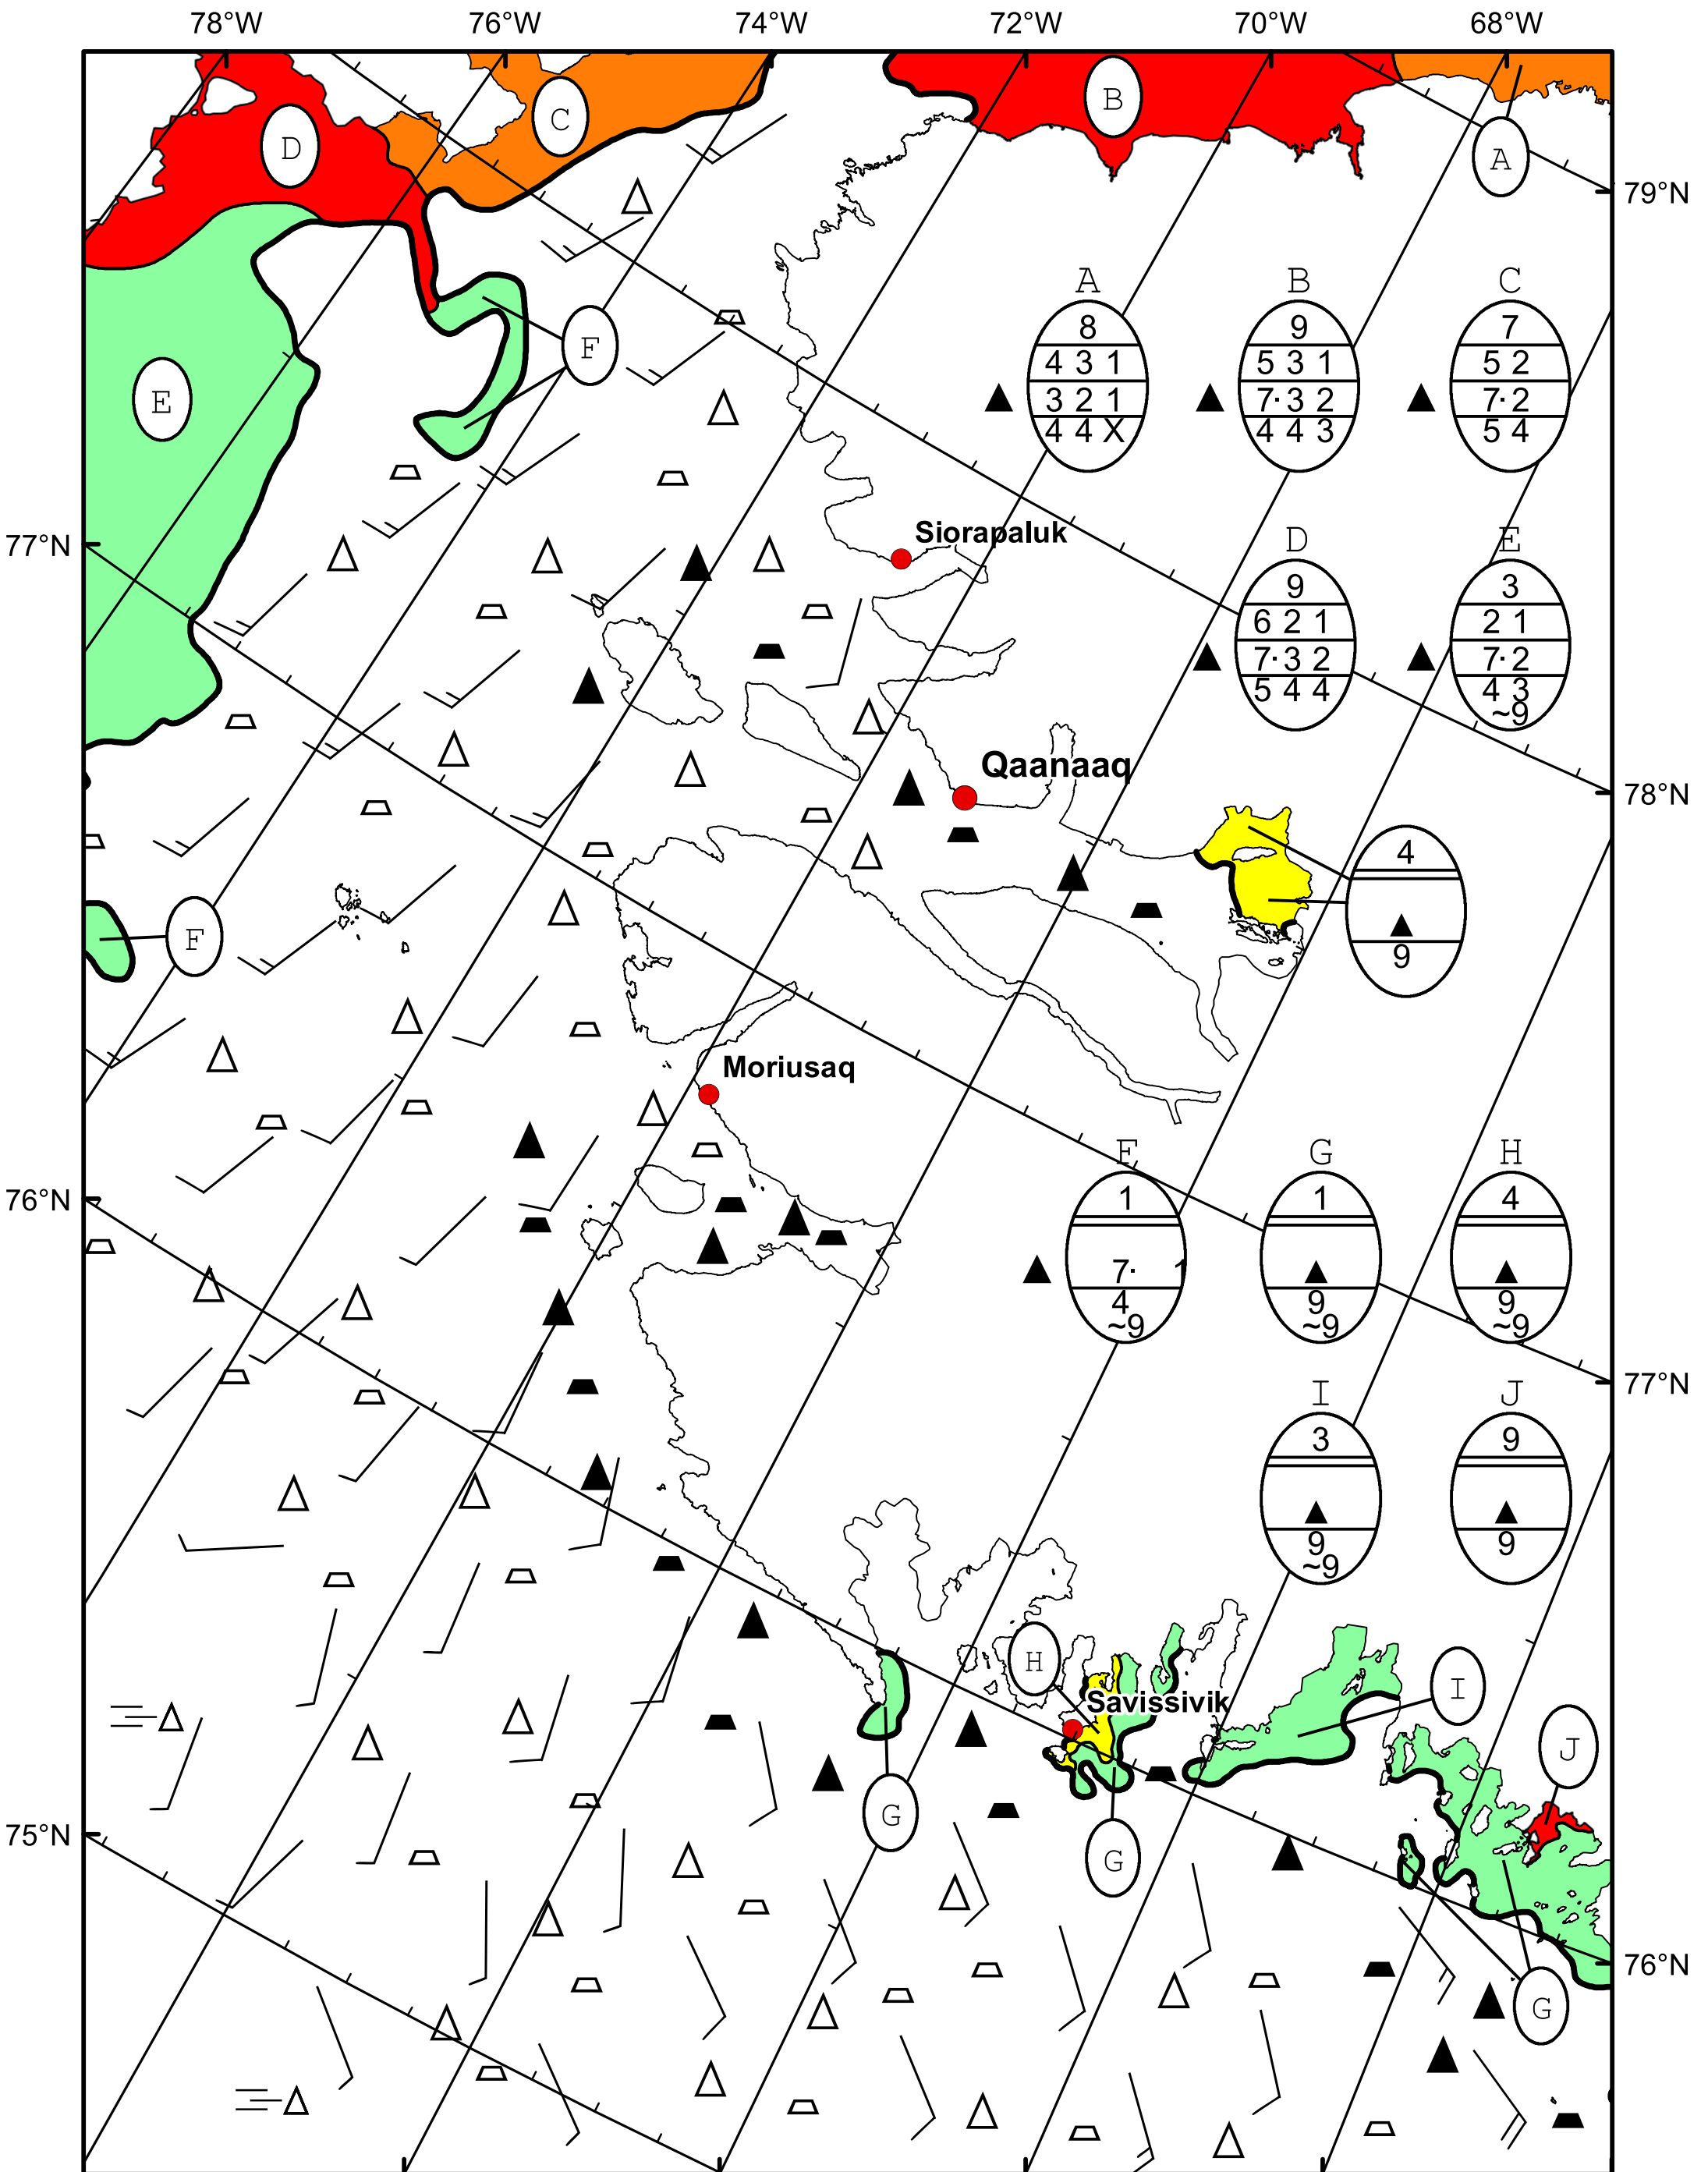 78°W 76°W 74°W 72°W 70°W 68°W
B
C
D
A
79°N
A B C
8 9 7
4 3 1 5 3 1 5 2
3 2 1 7· 3 2 7· 2
4 4 X 4 4 3 5 4
F
E
Siorapaluk
77°N
D E
9 3
6 2 1 2 1
7· 3 2 7· 2
5 4 4 4 3
~9
Qaanaaq
78°N
4
9
F
Moriusaq
76°N
F G H
1 1 4
7· 1
4 9 9
~9 ~9 ~9
77°N
I J
3 9
9 9
~9
H
I
Savissivik
J
G
75°N
G
76°N
G